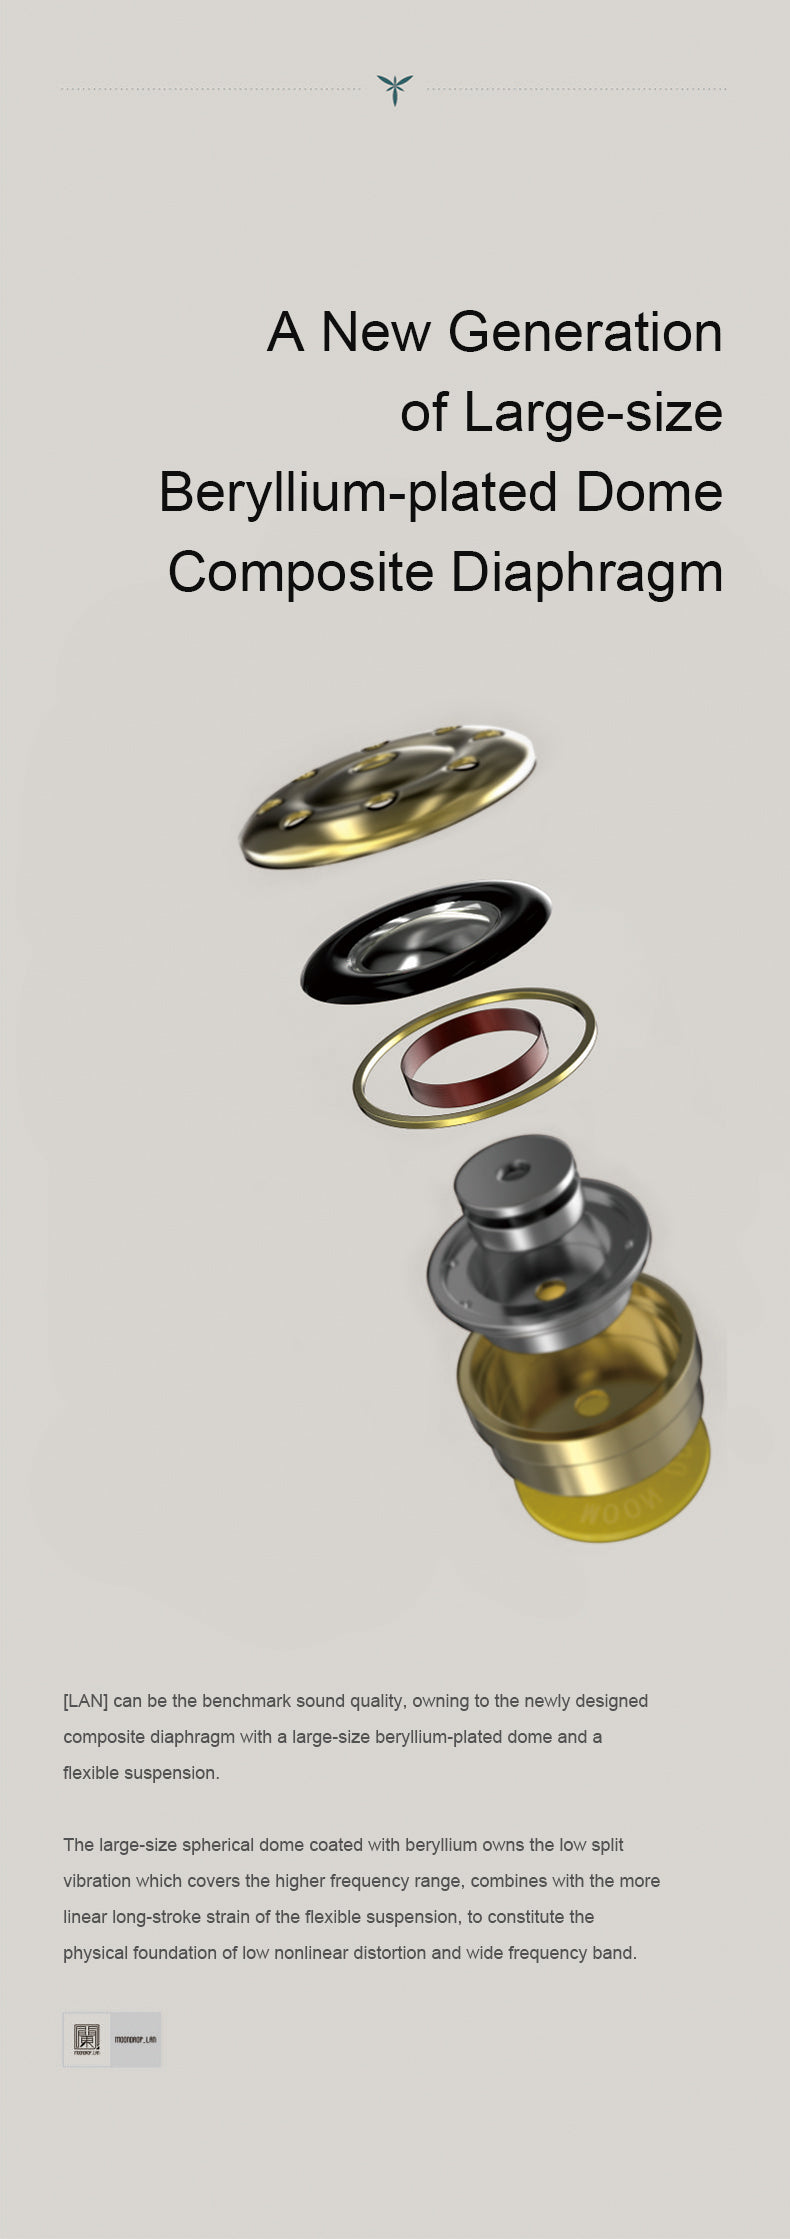 A New Generation
of Large-size
Beryllium-plated Dome
Composite Diaphragm
MOON
[LAN] can be the benchmark sound quality, owning to the newly designed
composite diaphragm with a large-size beryllium-plated dome and a
flexible suspension.
The large-size spherical dome coated with beryllium owns the low split
vibration which covers the higher frequency range, combines with the more
linear long-stroke strain of the flexible suspension, to constitute the
physical foundation of low nonlinear distortion and wide frequency band.
MOONDROP_LAN
MOONDROP_LAN